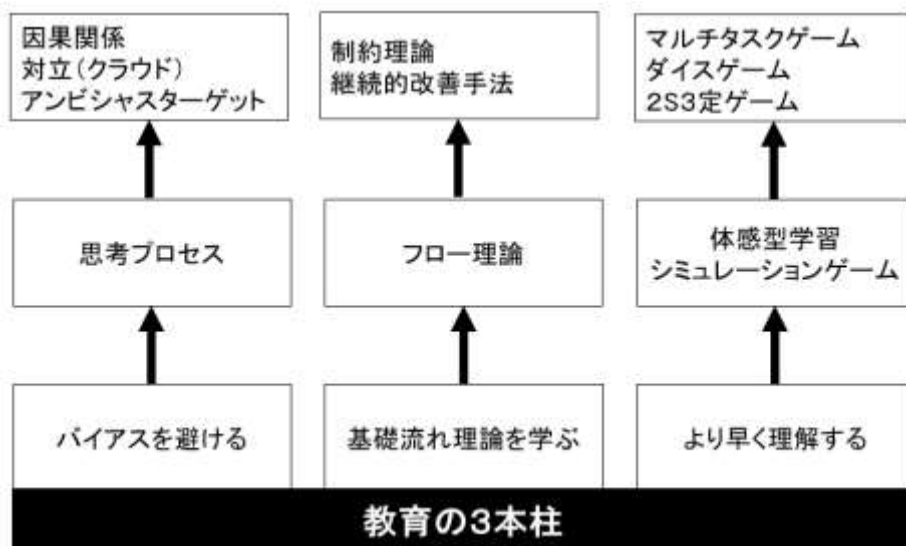 因果関係
対立(クラウド)
アンビシャスターゲット
制約理論
継続的改善手法
マルチタスクゲーム
ダイスゲーム
2S3定ゲーム
思考プロセス
フロー理論
体感型学習
シミュレーションゲーム
バイアスを避ける
基礎流れ理論を学ぶ
より早く理解する
教育の3本柱